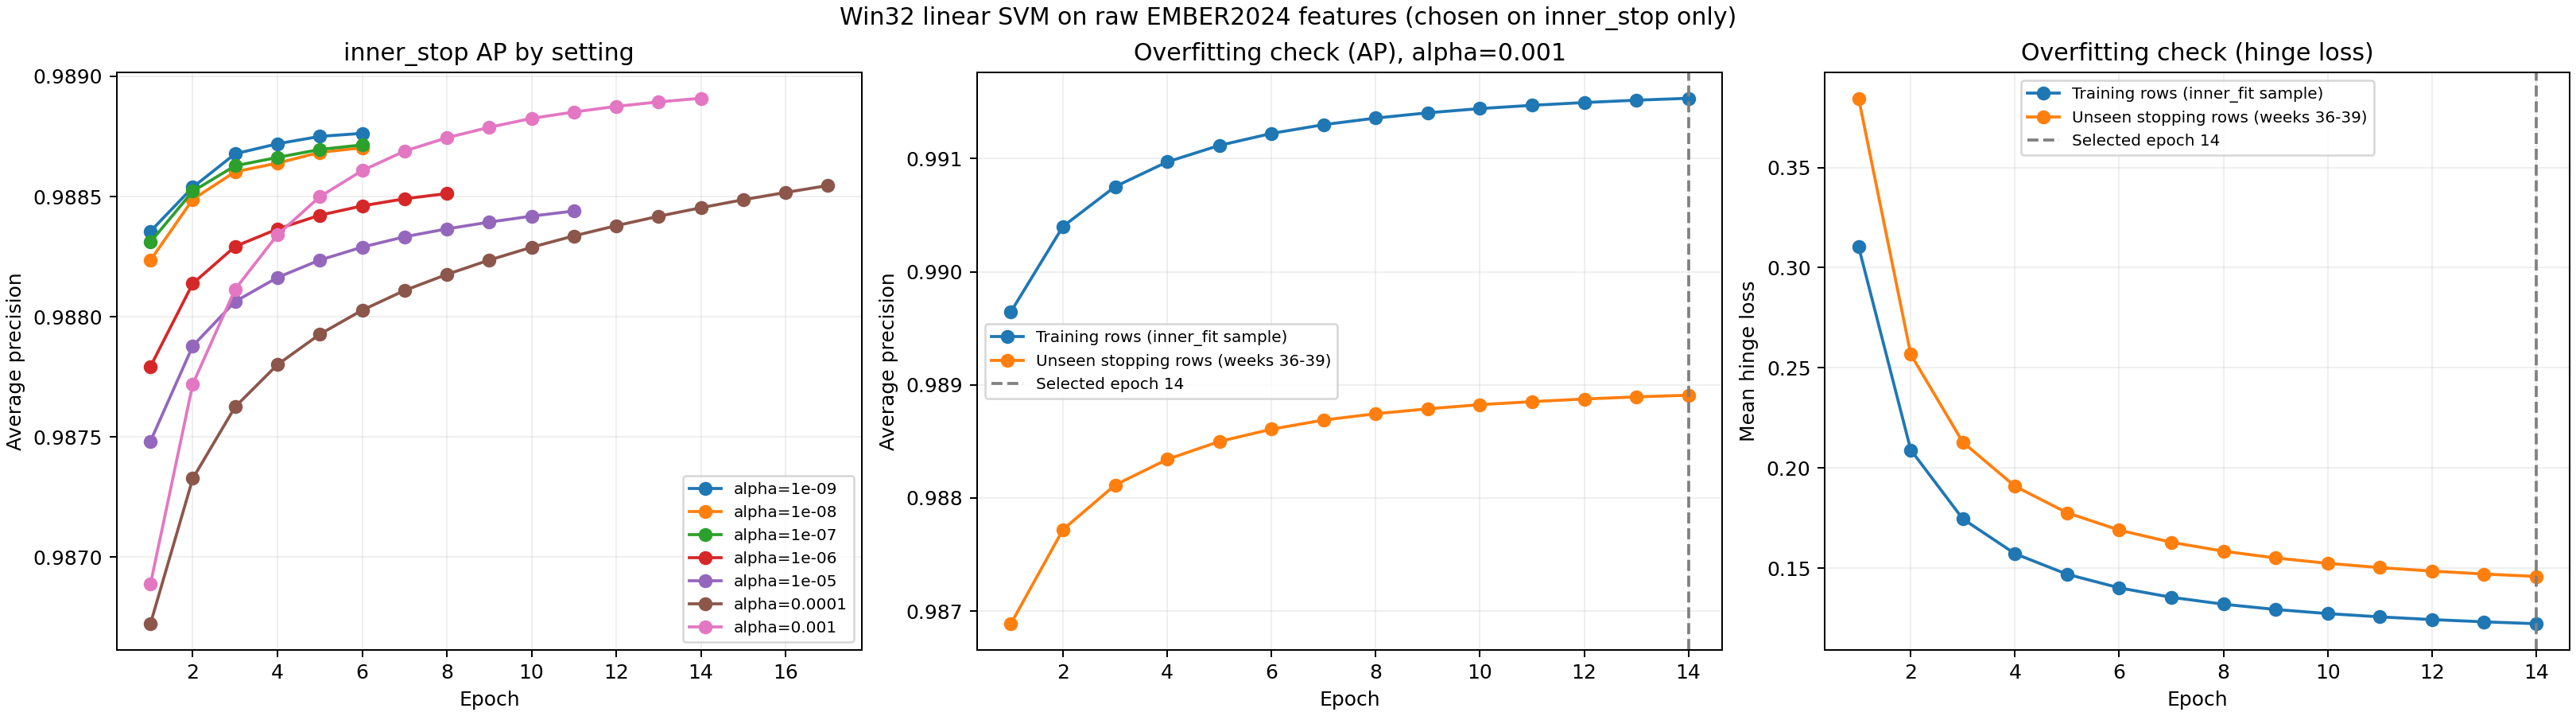 Win32 linear SVM on raw EMBER2024 features (chosen on inner_stop only)
inner_stop AP by setting
Average precision
0.9890
0.9885
0.9880
0.9875
0.9870
2 4 6 8 10 12 14 16
Epoch
alpha=1e-09
alpha=1e-08
alpha=1e-07
alpha=1e-06
alpha=1e-05
alpha=0.0001
alpha=0.001
Overfitting check (AP), alpha=0.001
Average precision
0.991
0.990
0.989
0.988
0.987
Training rows (inner_fit sample)
Unseen stopping rows (weeks 36-39)
Selected epoch 14
2 4 6 8 10 12 14
Epoch
Overfitting check (hinge loss)
Mean hinge loss
0.35
0.30
0.25
0.20
0.15
Training rows (inner_fit sample)
Unseen stopping rows (weeks 36-39)
Selected epoch 14
2 4 6 8 10 12 14
Epoch